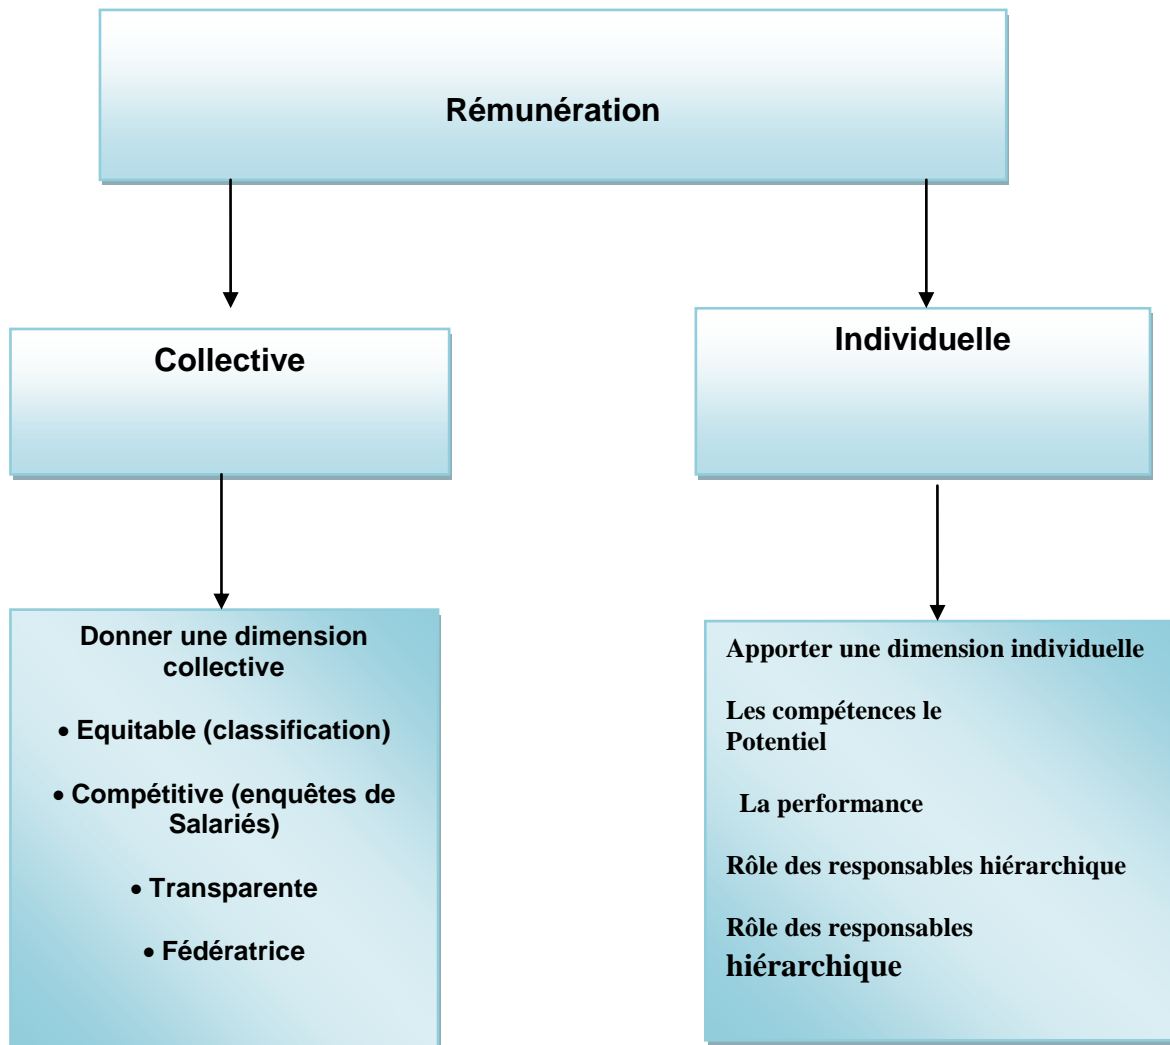 Rémunération
Collective
Individuelle
Donner une dimension
collective
• Equitable (classification)
• Compétitive (enquêtes de
Salariés)
• Transparente
• Fédératrice
Apporter une dimension individuelle
Les compétences le
Potentiel
La performance
Rôle des responsables hiérarchique
Rôle des responsables
hiérarchique